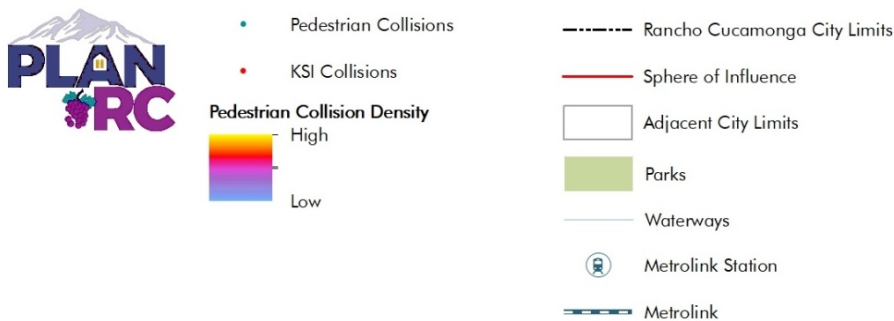 PLAN
RC
Pedestrian Collisions
KSI Collisions
Pedestrian Collision Density
High
Low
Rancho Cucamonga City Limits
Sphere of Influence
Adjacent City Limits
Parks
Waterways
Metrolink Station
Metrolink